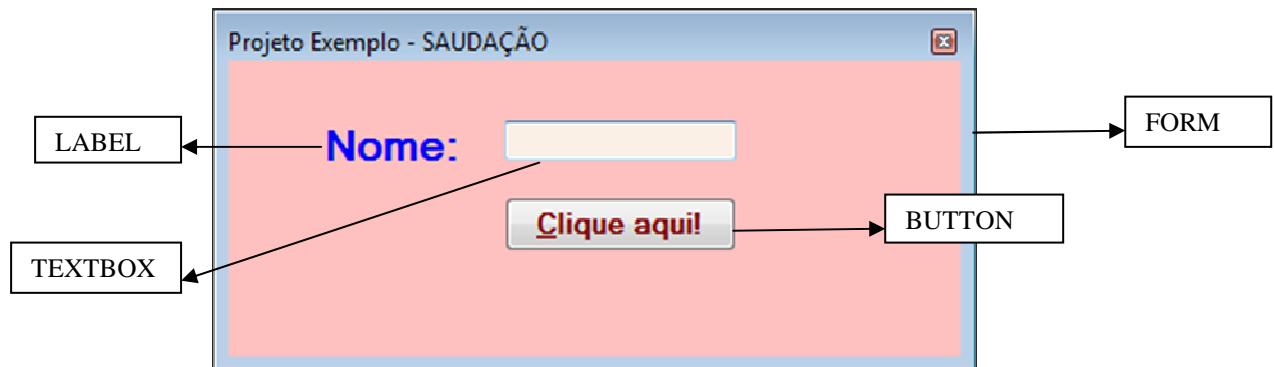 Projeto Exemplo - SAUDAÇÃO
LABEL
Nome:
FORM
Clique aqui!
BUTTON
TEXTBOX